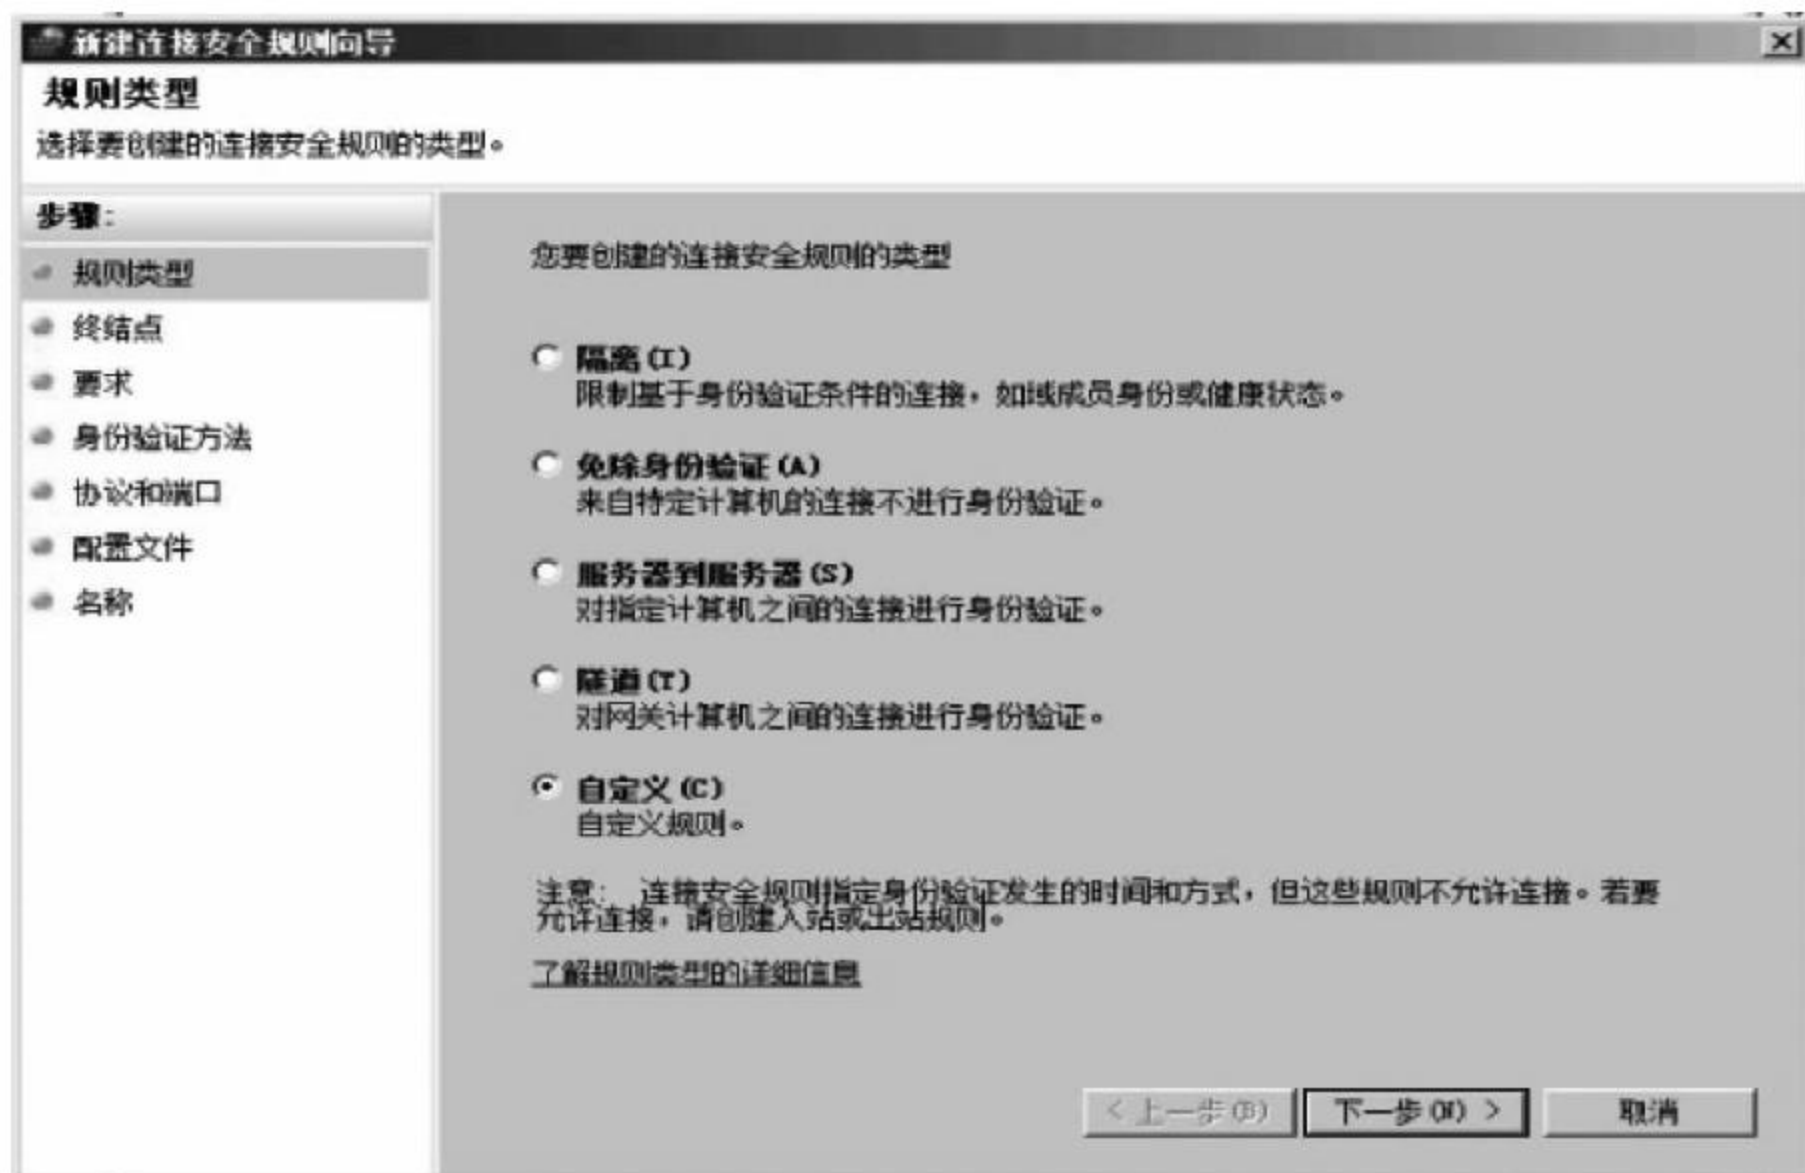 新建连接安全规则向导
规则类型
选择要创建的连接安全规则的类型。
步骤:
规则类型
终结点
要求
身份验证方法
协议和端口
配置文件
名称
您要创建的连接安全规则的类型
隔离(I)
限制基于身份验证条件的连接，如域成员身份或健康状态。
免除身份验证(A)
来自特定计算机的连接不进行身份验证。
服务器到服务器(S)
对指定计算机之间的连接进行身份验证。
隧道(T)
对网关计算机之间的连接进行身份验证。
自定义(C)
自定义规则。
注意: 连接安全规则指定身份验证发生的时间和方式，但这些规则不允许连接。若要
允许连接，请创建入站或出站规则。
了解规则类型的详细信息
< 上一步(B)
下一步(N) >
取消